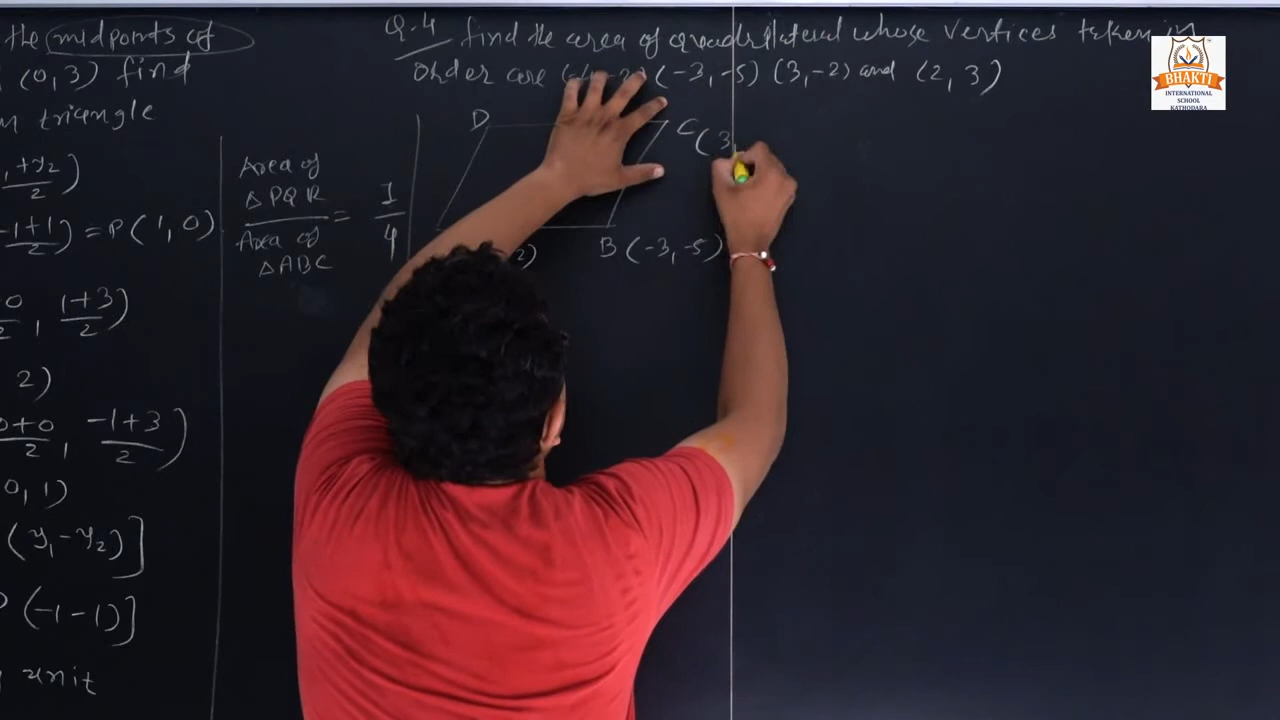 the midpoints of
(0, 3) find
triangle
+y₂)
2
-1+1) = P(1, 0)
2
2 , 1+3)
2
2)
0+0 , -1+3)
2 2
0, 1)
(y₁-y₂)]
(-1-1)]
unit
Area of
△PQR
Area of
△ABC
= 1
4
Q.4 find the area of quadrilateral whose vertices taken in
order are (-3, -5) (3, -2) and (2, 3)
D
C(3,
2)
B(-3, -5)
BHAKTI
INTERNATIONAL
SCHOOL
KATHODARA